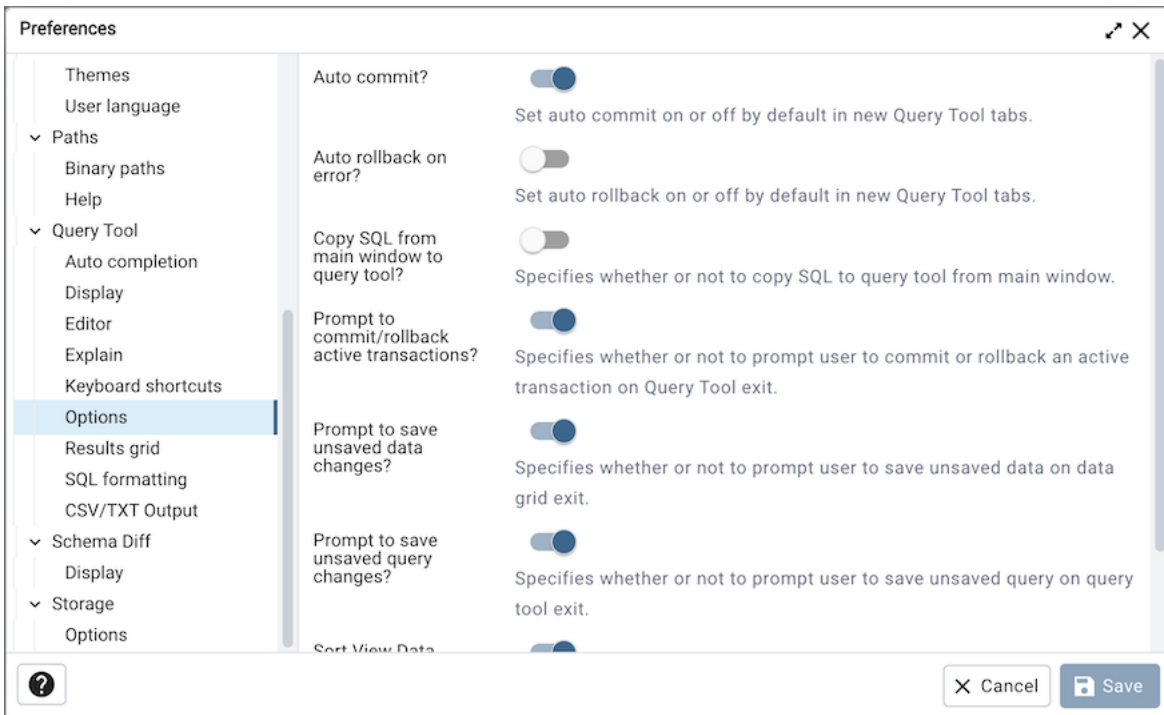 Preferences
Themes
User language
Paths
Binary paths
Help
Query Tool
Auto completion
Display
Editor
Explain
Keyboard shortcuts
Options
Results grid
SQL formatting
CSV/TXT Output
Schema Diff
Display
Storage
Options
Auto commit?
Set auto commit on or off by default in new Query Tool tabs.
Auto rollback on
error?
Set auto rollback on or off by default in new Query Tool tabs.
Copy SQL from
main window to
query tool?
Specifies whether or not to copy SQL to query tool from main window.
Prompt to
commit/rollback
active transactions?
Specifies whether or not to prompt user to commit or rollback an active
transaction on Query Tool exit.
Prompt to save
unsaved data
changes?
Specifies whether or not to prompt user to save unsaved data on data
grid exit.
Prompt to save
unsaved query
changes?
Specifies whether or not to prompt user to save unsaved query on query
tool exit.
Sort View Data
?
Cancel
Save